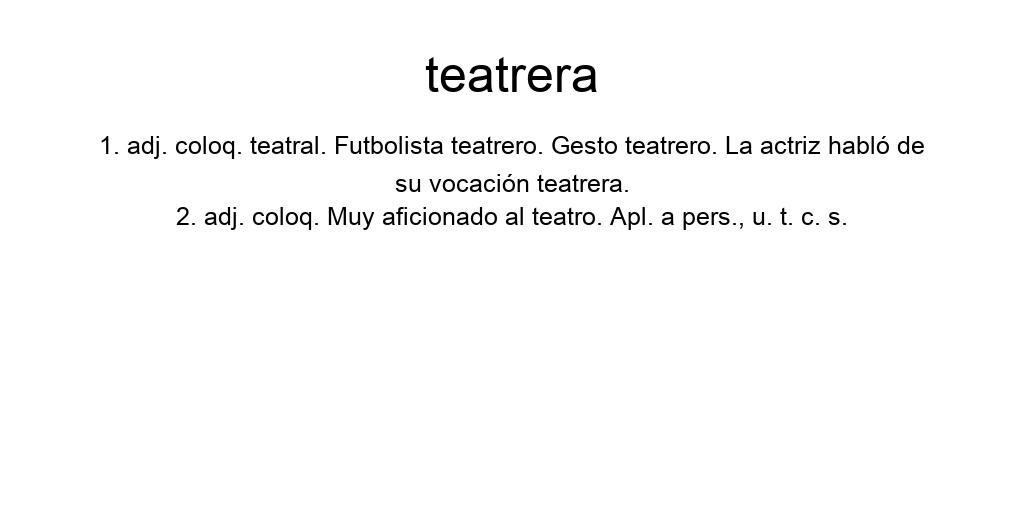 teatrera
1. adj. coloq. teatral. Futbolista teatrero. Gesto teatrero. La actriz habló de
su vocación teatrera.
2. adj. coloq. Muy aficionado al teatro. Apl. a pers., u. t. c. s.